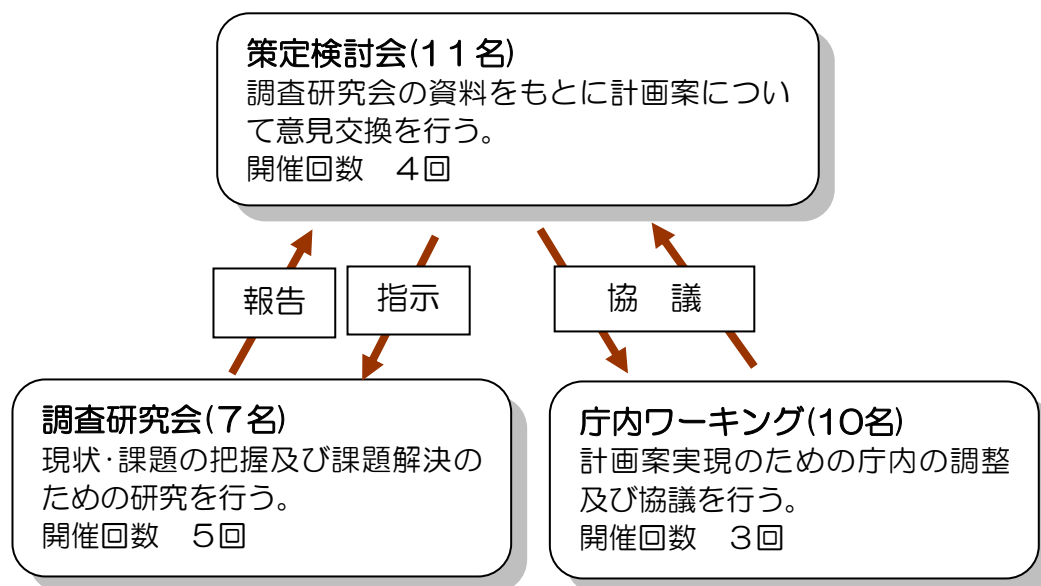 策定検討会(11名)
調査研究会の資料をもとに計画案につい
て意見交換を行う。
開催回数　4回
報告
指示
協　議
調査研究会(7名)
現状・課題の把握及び課題解決の
ための研究を行う。
開催回数　5回
庁内ワーキング(10名)
計画案実現のための庁内の調整
及び協議を行う。
開催回数　3回